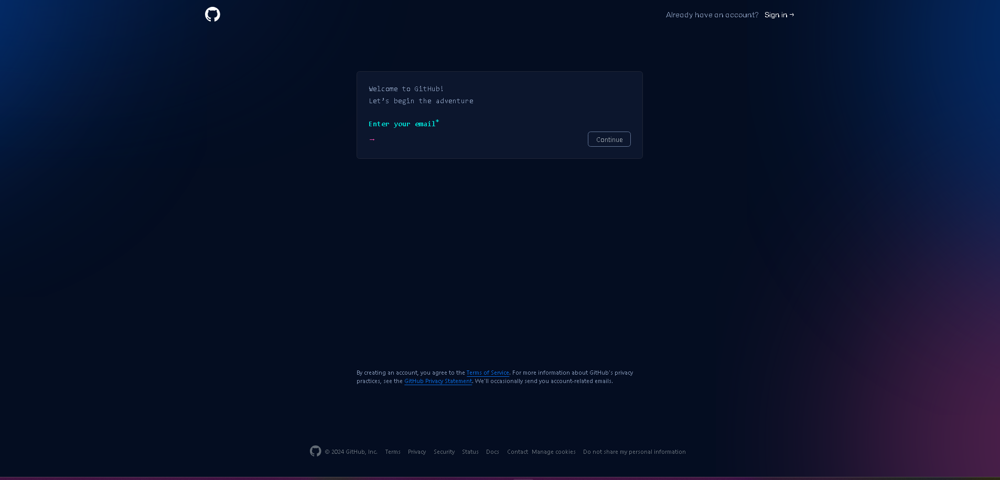 Already have an account? Sign in →
Welcome to GitHub!
Let's begin the adventure
Enter your email*
→
Continue
By creating an account, you agree to the Terms of Service. For more information about GitHub's privacy
practices, see the GitHub Privacy Statement. We'll occasionally send you account-related emails.
© 2024 GitHub, Inc. Terms Privacy Security Status Docs Contact Manage cookies Do not share my personal information